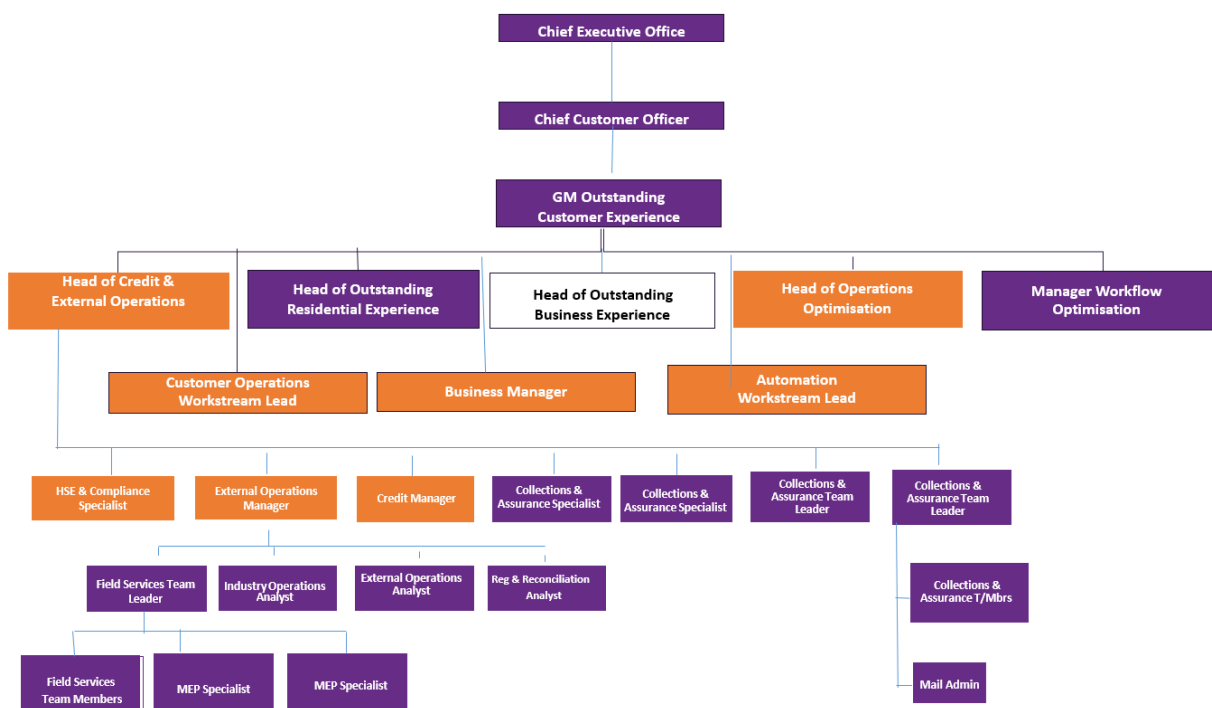 Chief Executive Office
Chief Customer Officer
GM Outstanding
Customer Experience
Head of Credit &
External Operations
Head of Outstanding
Residential Experience
Head of Outstanding
Business Experience
Head of Operations
Optimisation
Manager Workflow
Optimisation
Customer Operations
Workstream Lead
Business Manager
Automation
Workstream Lead
HSE & Compliance
Specialist
External Operations
Manager
Credit Manager
Collections &
Assurance Specialist
Collections &
Assurance Specialist
Collections &
Assurance Team
Leader
Collections &
Assurance Team
Leader
Field Services Team
Leader
Industry Operations
Analyst
External Operations
Analyst
Reg & Reconciliation
Analyst
Collections &
Assurance T/Mbrs
Field Services
Team Members
MEP Specialist
MEP Specialist
Mail Admin